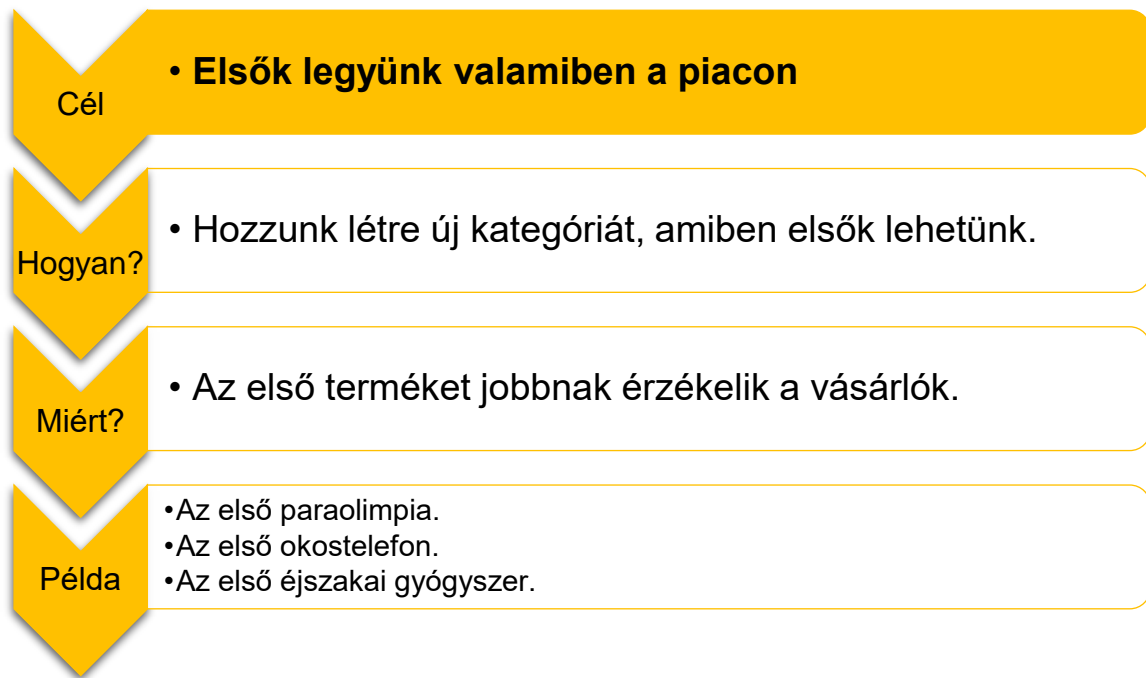 Cél
• Elsők legyünk valamiben a piacon
Hogyan?
• Hozzunk létre új kategóriát, amiben elsők lehetünk.
Miért?
• Az első terméket jobbnak érzékelik a vásárlók.
Példa
•Az első paraolimpia.
•Az első okostelefon.
•Az első éjszakai gyógyszer.